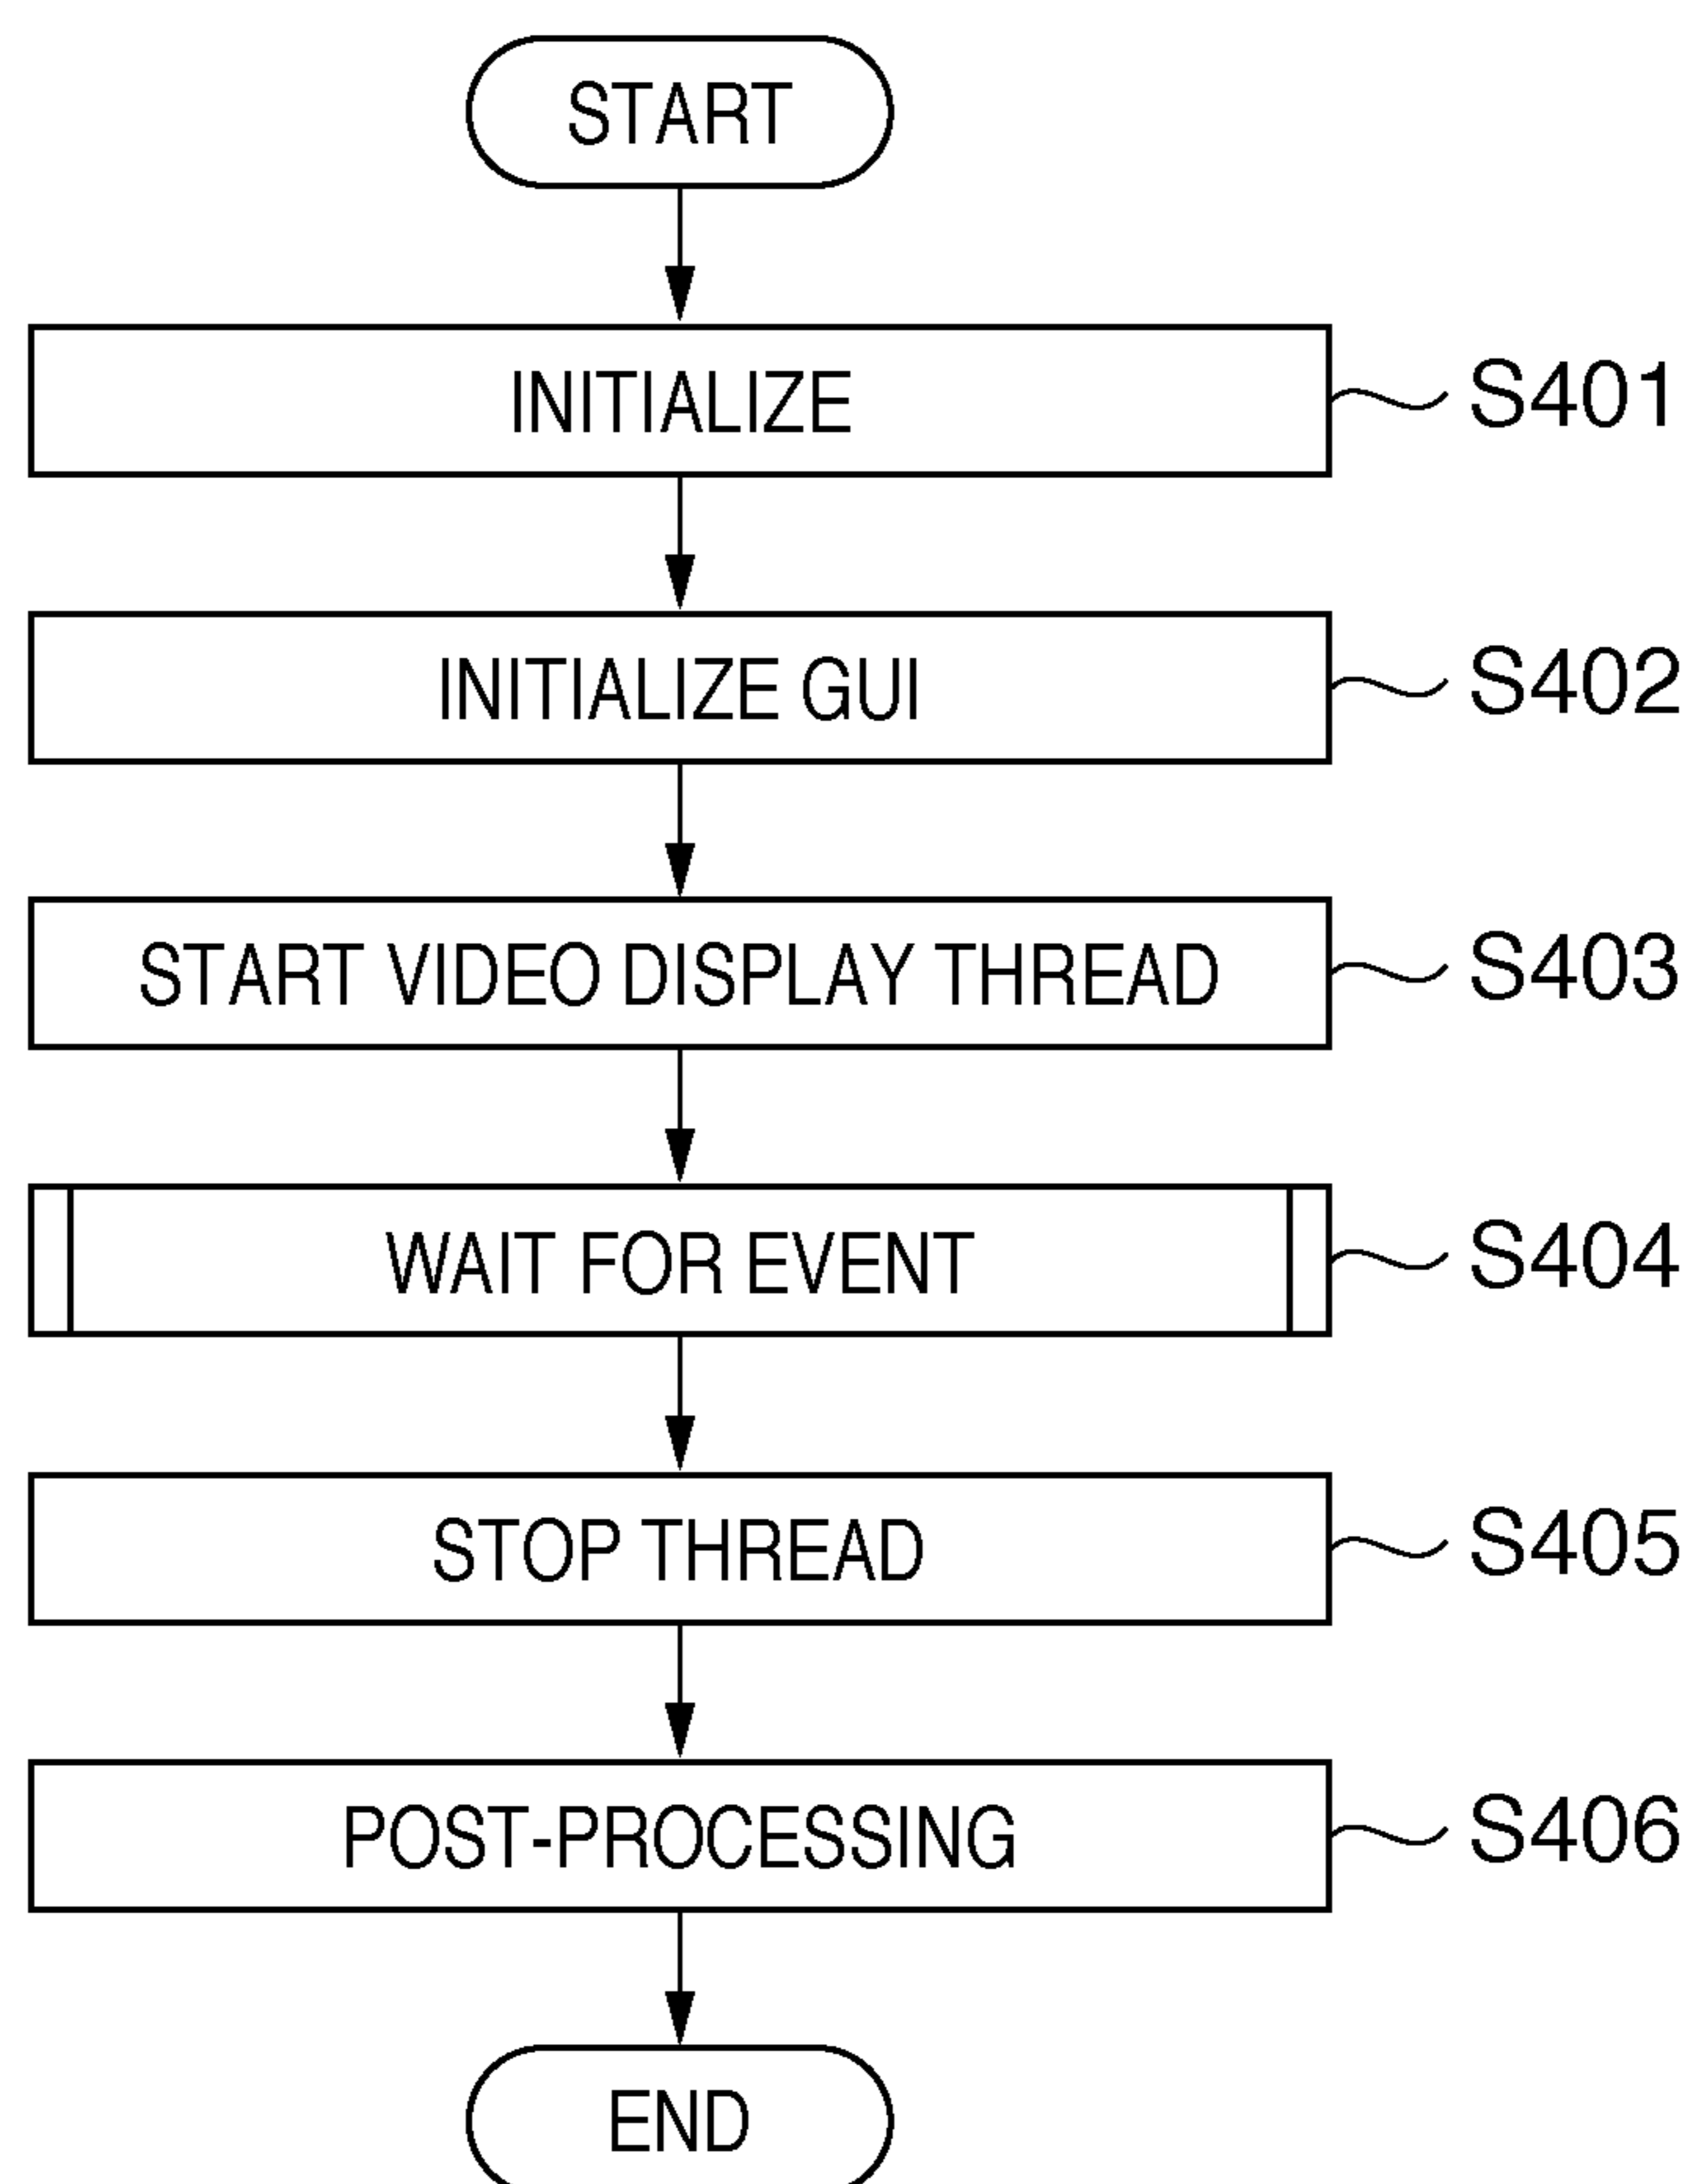 START
INITIALIZE
S401
INITIALIZE GUI
S402
START VIDEO DISPLAY THREAD
S403
WAIT FOR EVENT
S404
STOP THREAD
S405
POST-PROCESSING
S406
END